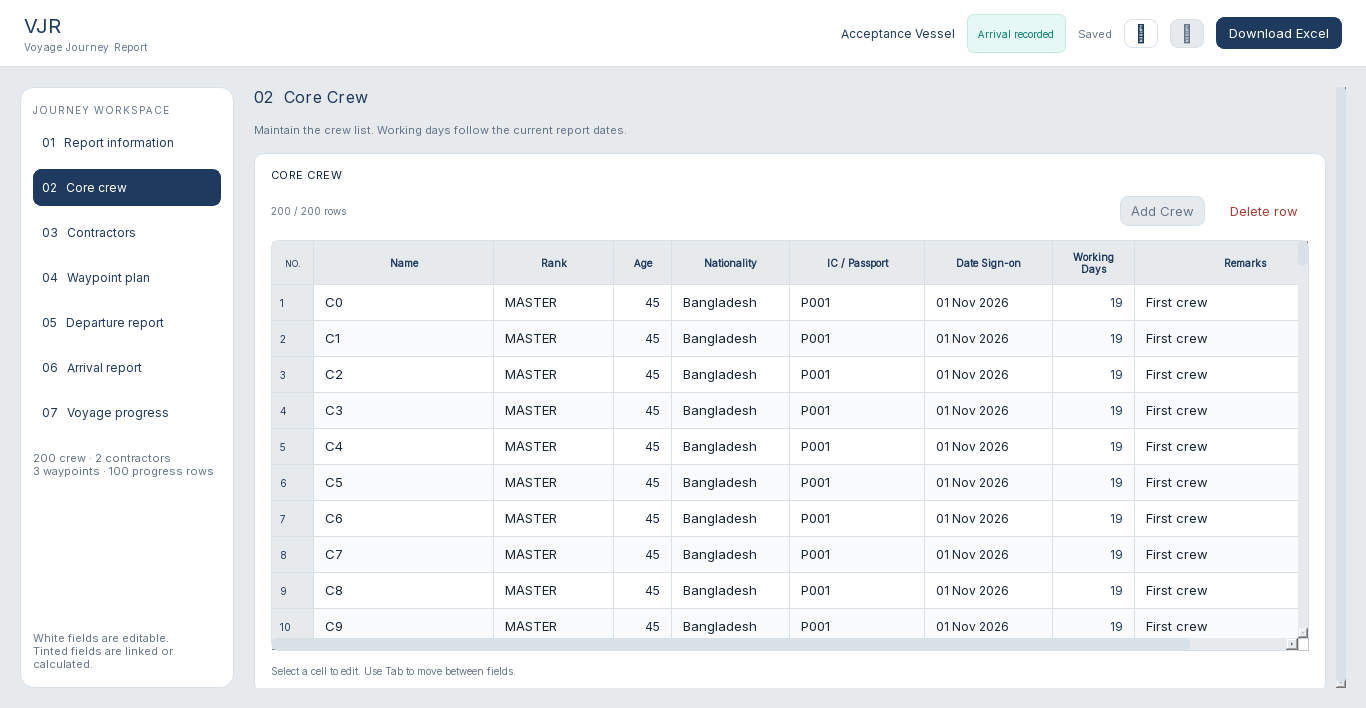 VJR
Voyage Journey Report
Acceptance Vessel
Arrival recorded
Saved
Download Excel
JOURNEY WORKSPACE
01 Report information
02 Core crew
03 Contractors
04 Waypoint plan
05 Departure report
06 Arrival report
07 Voyage progress
200 crew · 2 contractors
3 waypoints · 100 progress rows
White fields are editable.
Tinted fields are linked or
calculated.
02 Core Crew
Maintain the crew list. Working days follow the current report dates.
CORE CREW
200 / 200 rows
Add Crew
Delete row
NO. Name Rank Age Nationality IC / Passport Date Sign-on Working Days Remarks
1 C0 MASTER 45 Bangladesh P001 01 Nov 2026 19 First crew
2 C1 MASTER 45 Bangladesh P001 01 Nov 2026 19 First crew
3 C2 MASTER 45 Bangladesh P001 01 Nov 2026 19 First crew
4 C3 MASTER 45 Bangladesh P001 01 Nov 2026 19 First crew
5 C4 MASTER 45 Bangladesh P001 01 Nov 2026 19 First crew
6 C5 MASTER 45 Bangladesh P001 01 Nov 2026 19 First crew
7 C6 MASTER 45 Bangladesh P001 01 Nov 2026 19 First crew
8 C7 MASTER 45 Bangladesh P001 01 Nov 2026 19 First crew
9 C8 MASTER 45 Bangladesh P001 01 Nov 2026 19 First crew
10 C9 MASTER 45 Bangladesh P001 01 Nov 2026 19 First crew
Select a cell to edit. Use Tab to move between fields.